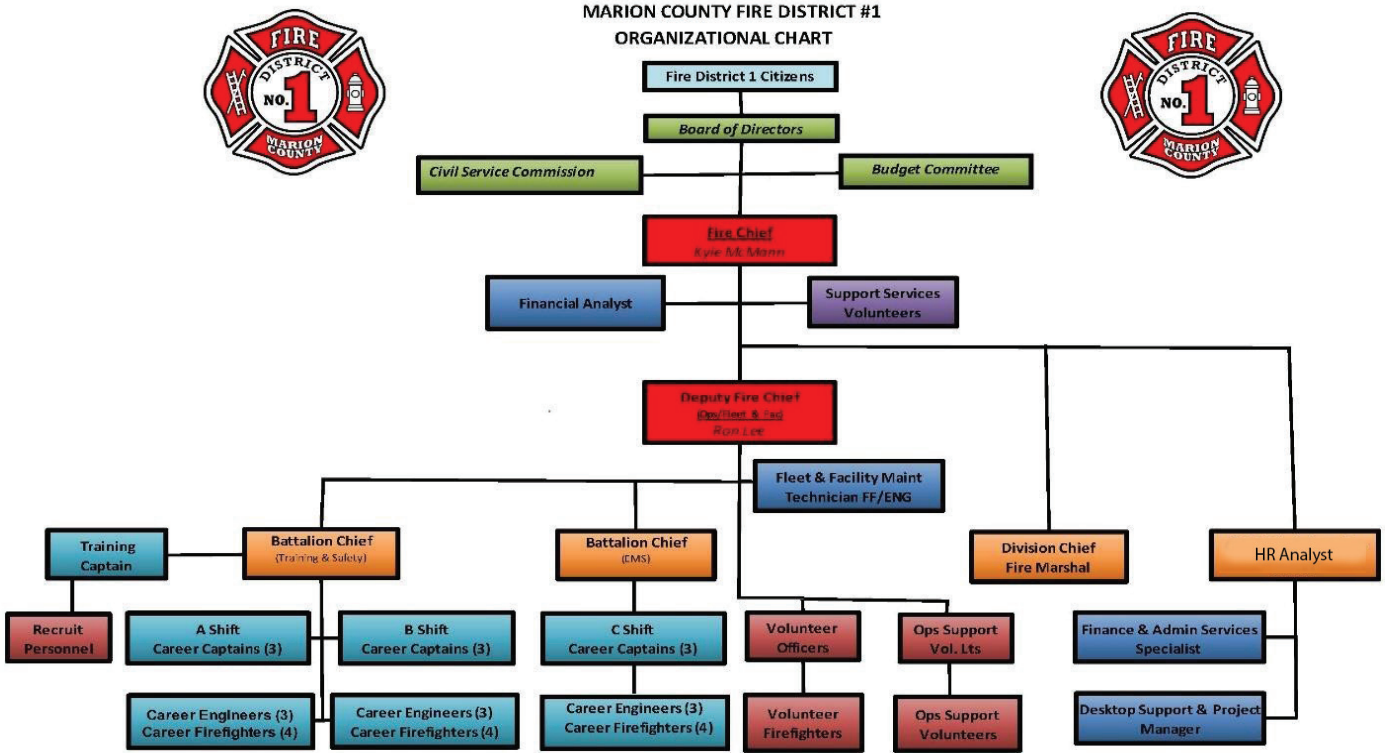 MARION COUNTY FIRE DISTRICT #1
ORGANIZATIONAL CHART
FIRE
DISTRICT
NO. 1
MARION
COUNTY
FIRE
DISTRICT
NO. 1
MARION
COUNTY
Fire District 1 Citizens
Board of Directors
Civil Service Commission
Budget Committee
Fire Chief
Kyle McMann
Financial Analyst
Support Services
Volunteers
Deputy Fire Chief
(Ops/Fleet & Fac)
Ron Lee
Fleet & Facility Maint
Technician FF/ENG
Training
Captain
Battalion Chief
(Training & Safety)
Battalion Chief
(EMS)
Division Chief
Fire Marshal
HR Analyst
Recruit
Personnel
A Shift
Career Captains (3)
B Shift
Career Captains (3)
C Shift
Career Captains (3)
Volunteer
Officers
Ops Support
Vol. Lts
Finance & Admin Services
Specialist
Career Engineers (3)
Career Firefighters (4)
Career Engineers (3)
Career Firefighters (4)
Career Engineers (3)
Career Firefighters (4)
Volunteer
Firefighters
Ops Support
Volunteers
Desktop Support & Project
Manager